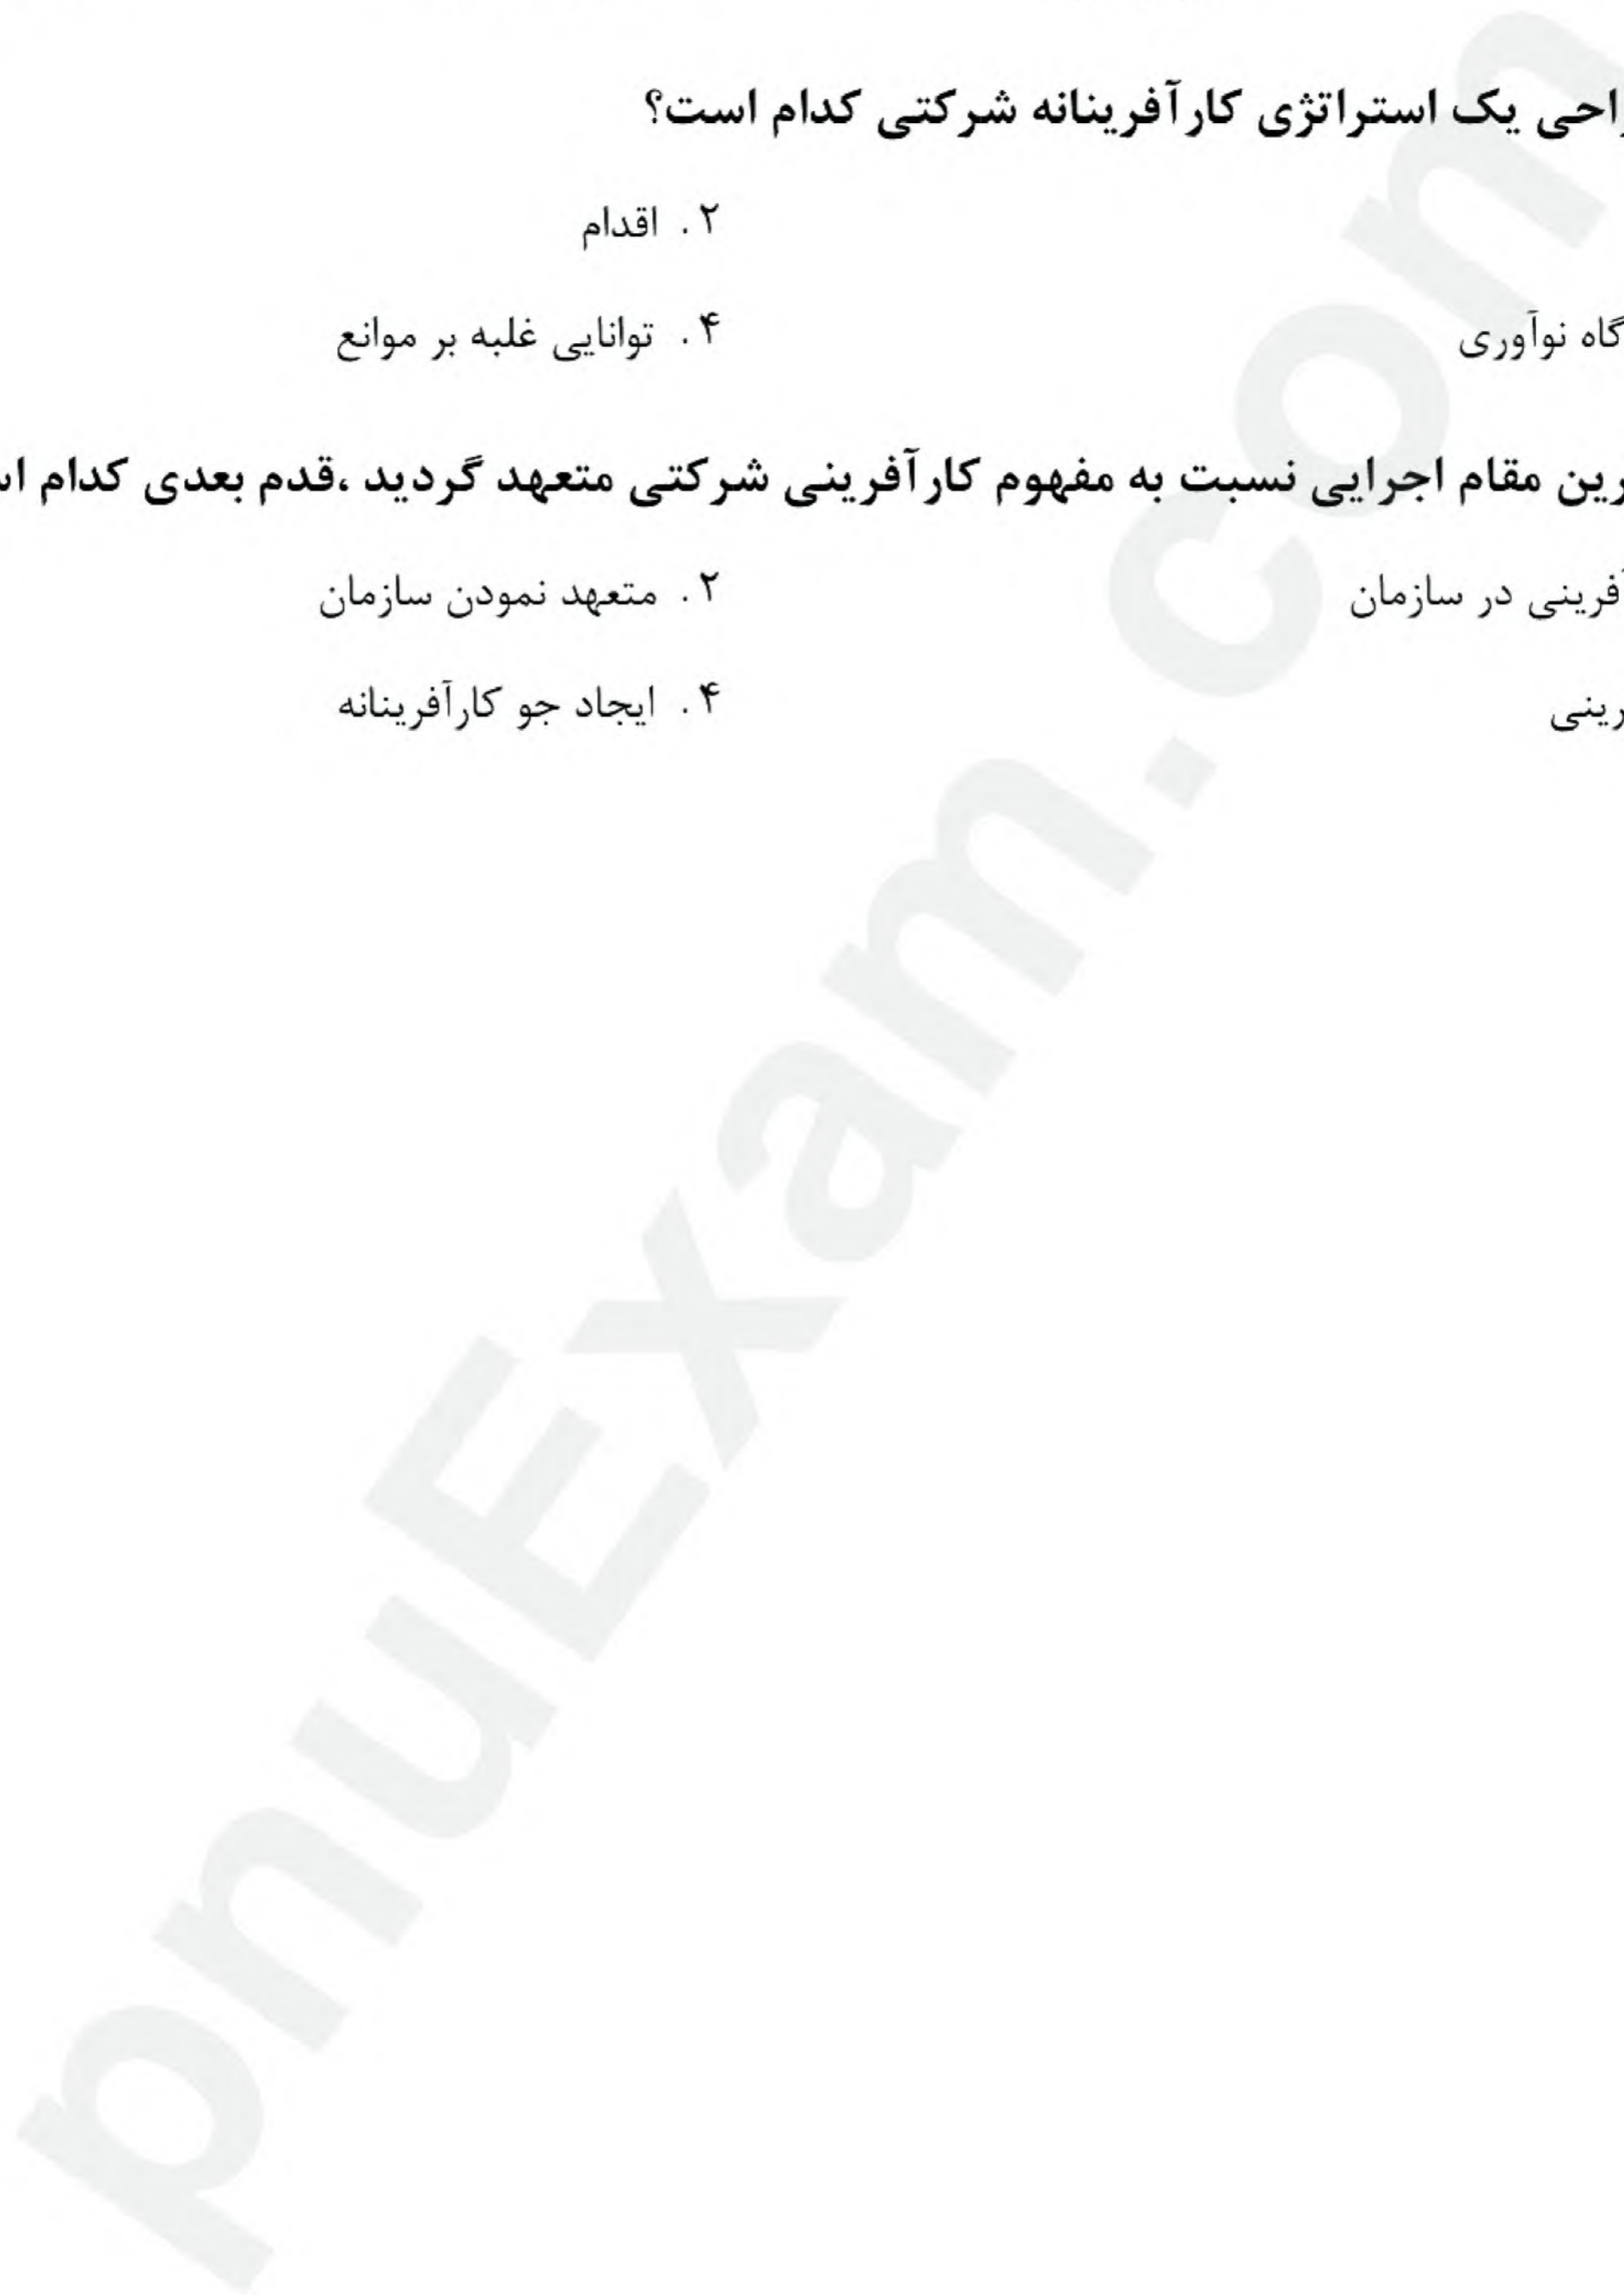 راحی یک استراتژی کارآفرینانه شرکتی کدام است؟
۲. اقدام
گاه نوآوری
۴. توانایی غلبه بر موانع
رین مقام اجرایی نسبت به مفهوم کارآفرینی شرکتی متعهد گردید ،قدم بعدی کدام اس
آفرینی در سازمان
۲. متعهد نمودن سازمان
رینی
۴. ایجاد جو کارآفرینانه
pnuExam.com